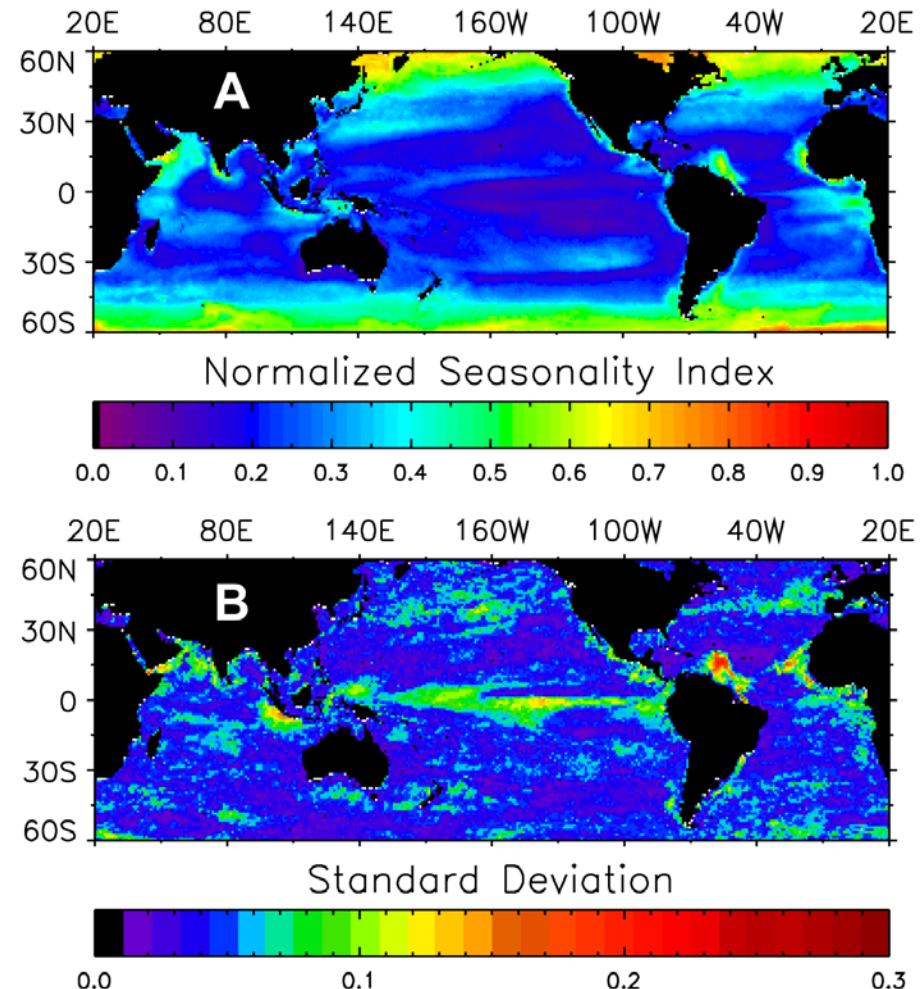 20E 80E 140E 160W 100W 40W 20E
60N
A
30N
0
30S
60S
Normalized Seasonality Index
0.0 0.1 0.2 0.3 0.4 0.5 0.6 0.7 0.8 0.9 1.0
20E 80E 140E 160W 100W 40W 20E
60N
B
30N
0
30S
60S
Standard Deviation
0.0 0.1 0.2 0.3